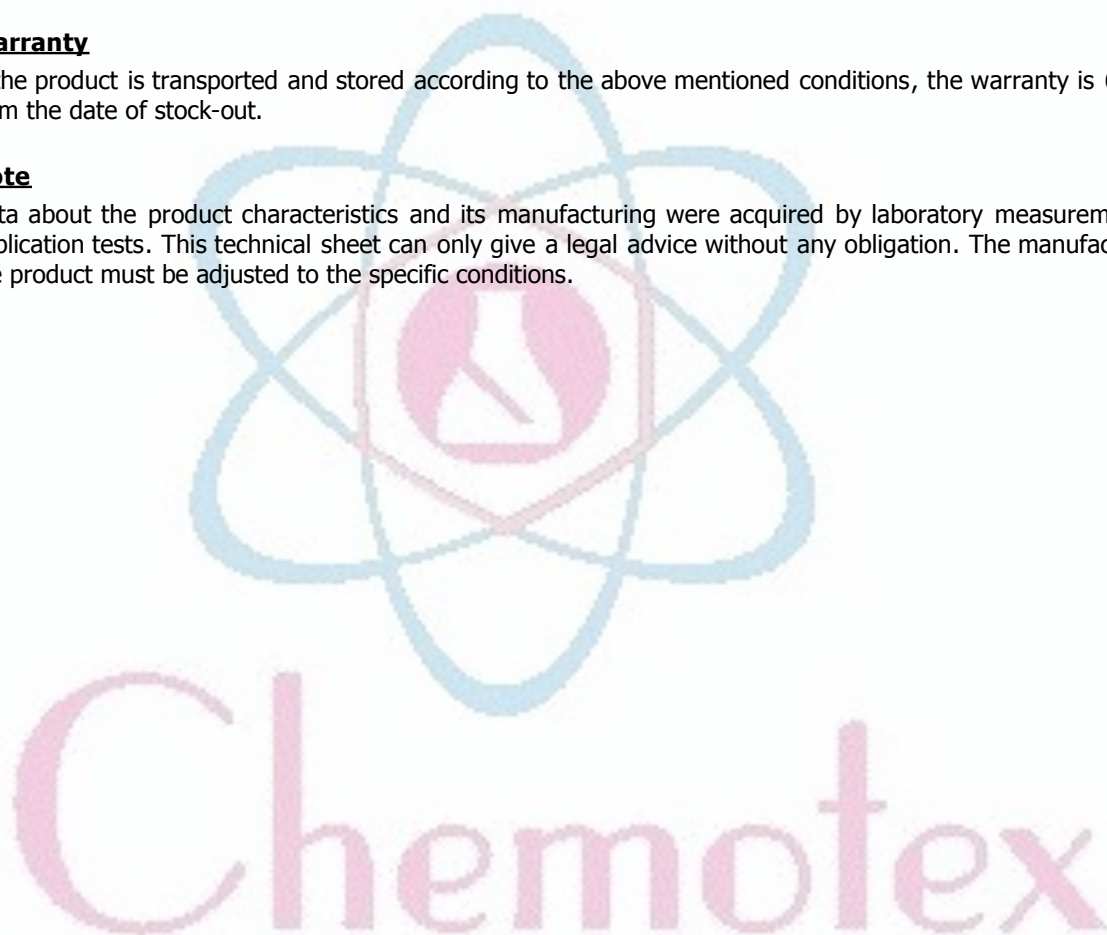 arranty
the product is transported and stored according to the above mentioned conditions, the warranty is
m the date of stock-out.
ote
ta about the product characteristics and its manufacturing were acquired by laboratory measurem
plication tests. This technical sheet can only give a legal advice without any obligation. The manufac
e product must be adjusted to the specific conditions.
Chemotex